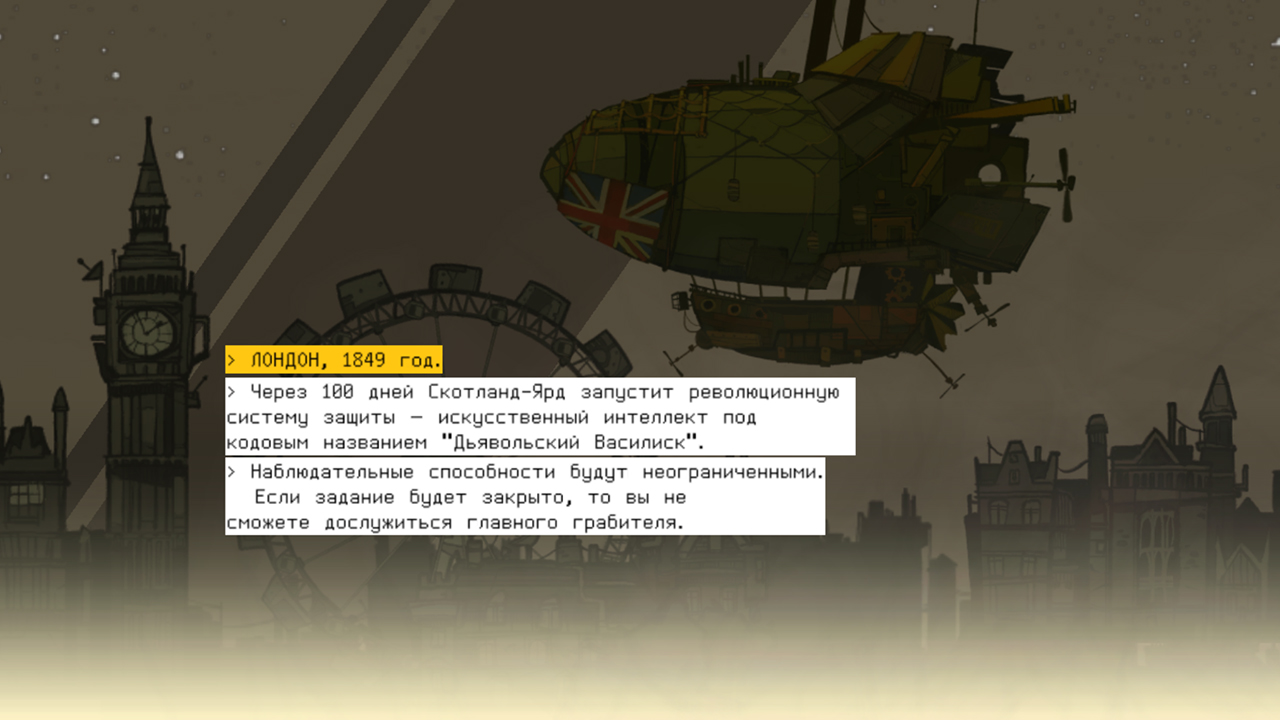 > ЛОНДОН, 1849 год.
> Через 100 дней Скотланд-Ярд запустит революционную
систему защиты — искусственный интеллект под
кодовым названием "Дьявольский Василиск".
> Наблюдательные способности будут неограниченными.
Если задание будет закрыто, то вы не
сможете дослужиться главного грабителя.